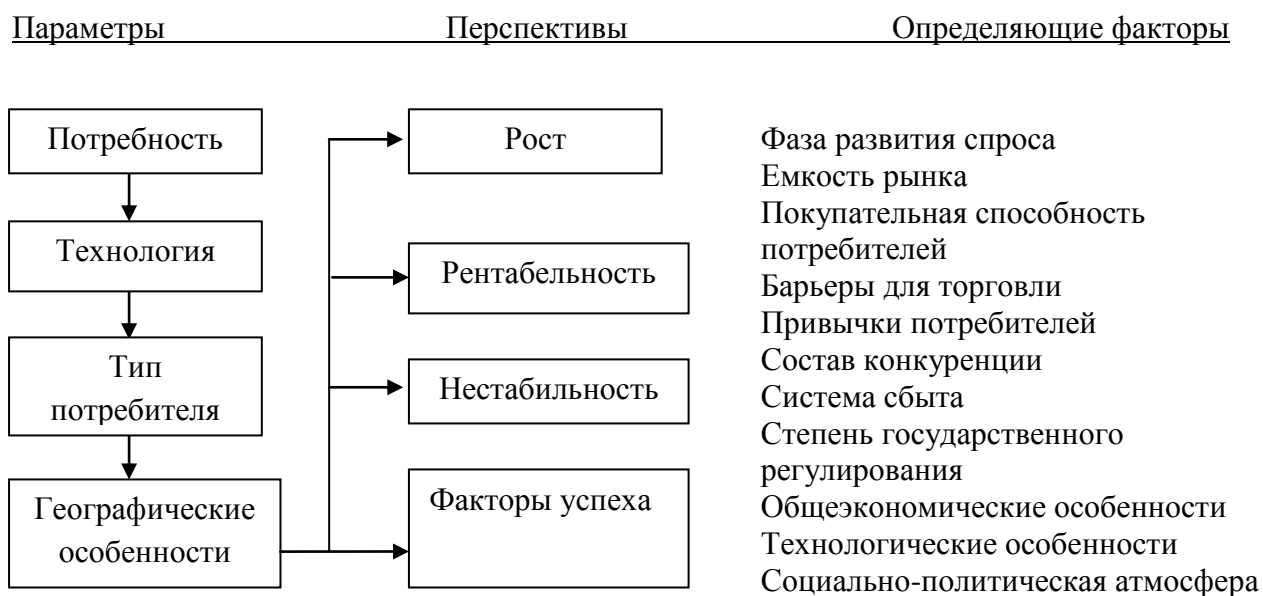 Параметры Перспективы Определяющие факторы
Потребность
Технология
Тип
потребителя
Географические
особенности
Рост
Рентабельность
Нестабильность
Факторы успеха
Фаза развития спроса
Емкость рынка
Покупательная способность
потребителей
Барьеры для торговли
Привычки потребителей
Состав конкуренции
Система сбыта
Степень государственного
регулирования
Общеэкономические особенности
Технологические особенности
Социально-политическая атмосфера